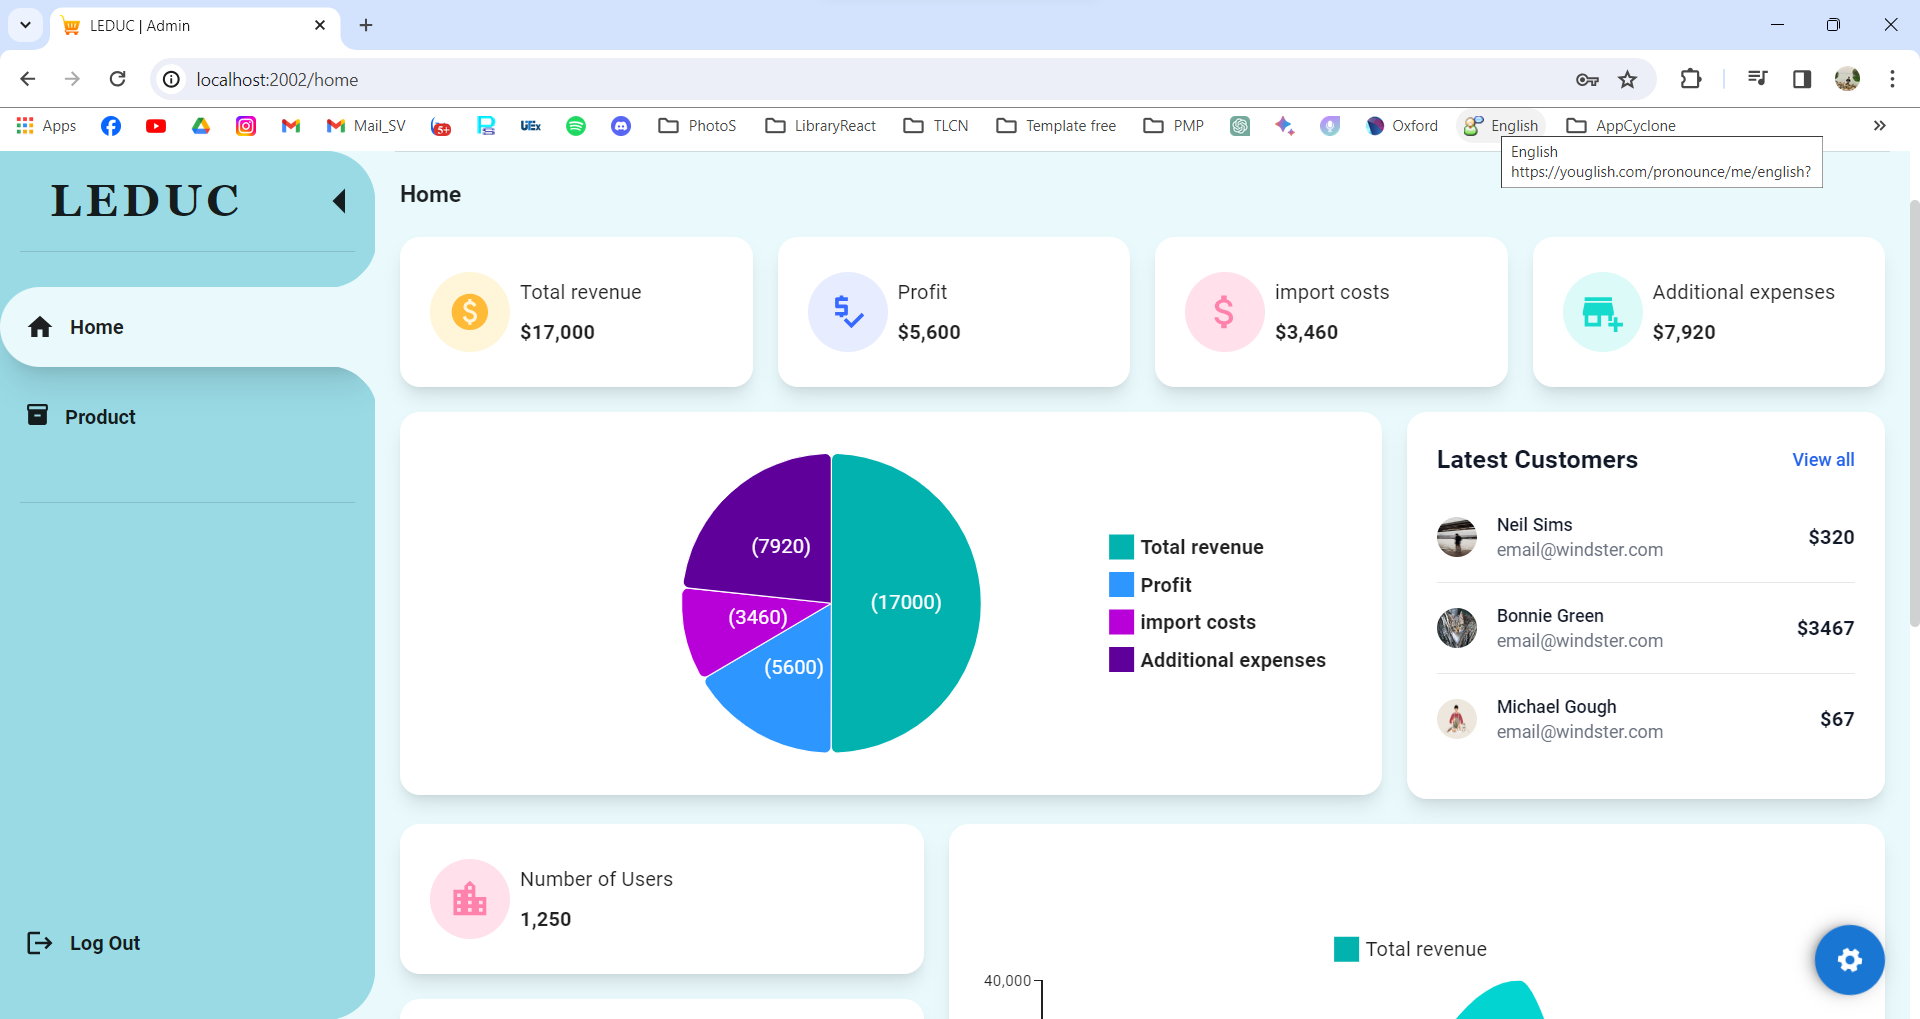 LEDUC | Admin
localhost:2002/home
Apps
Mail_SV
5+
UTEx
PhotoS
LibraryReact
TLCN
Template free
PMP
Oxford
English
AppCyclone
English
https://youglish.com/pronounce/me/english?
LEDUC
Home
Product
Log Out
Home
Total revenue
$17,000
Profit
$5,600
import costs
$3,460
Additional expenses
$7,920
(7920)
(17000)
(3460)
(5600)
Total revenue
Profit
import costs
Additional expenses
Latest Customers
View all
Neil Sims
email@windster.com
$320
Bonnie Green
email@windster.com
$3467
Michael Gough
email@windster.com
$67
Number of Users
1,250
Total revenue
40,000